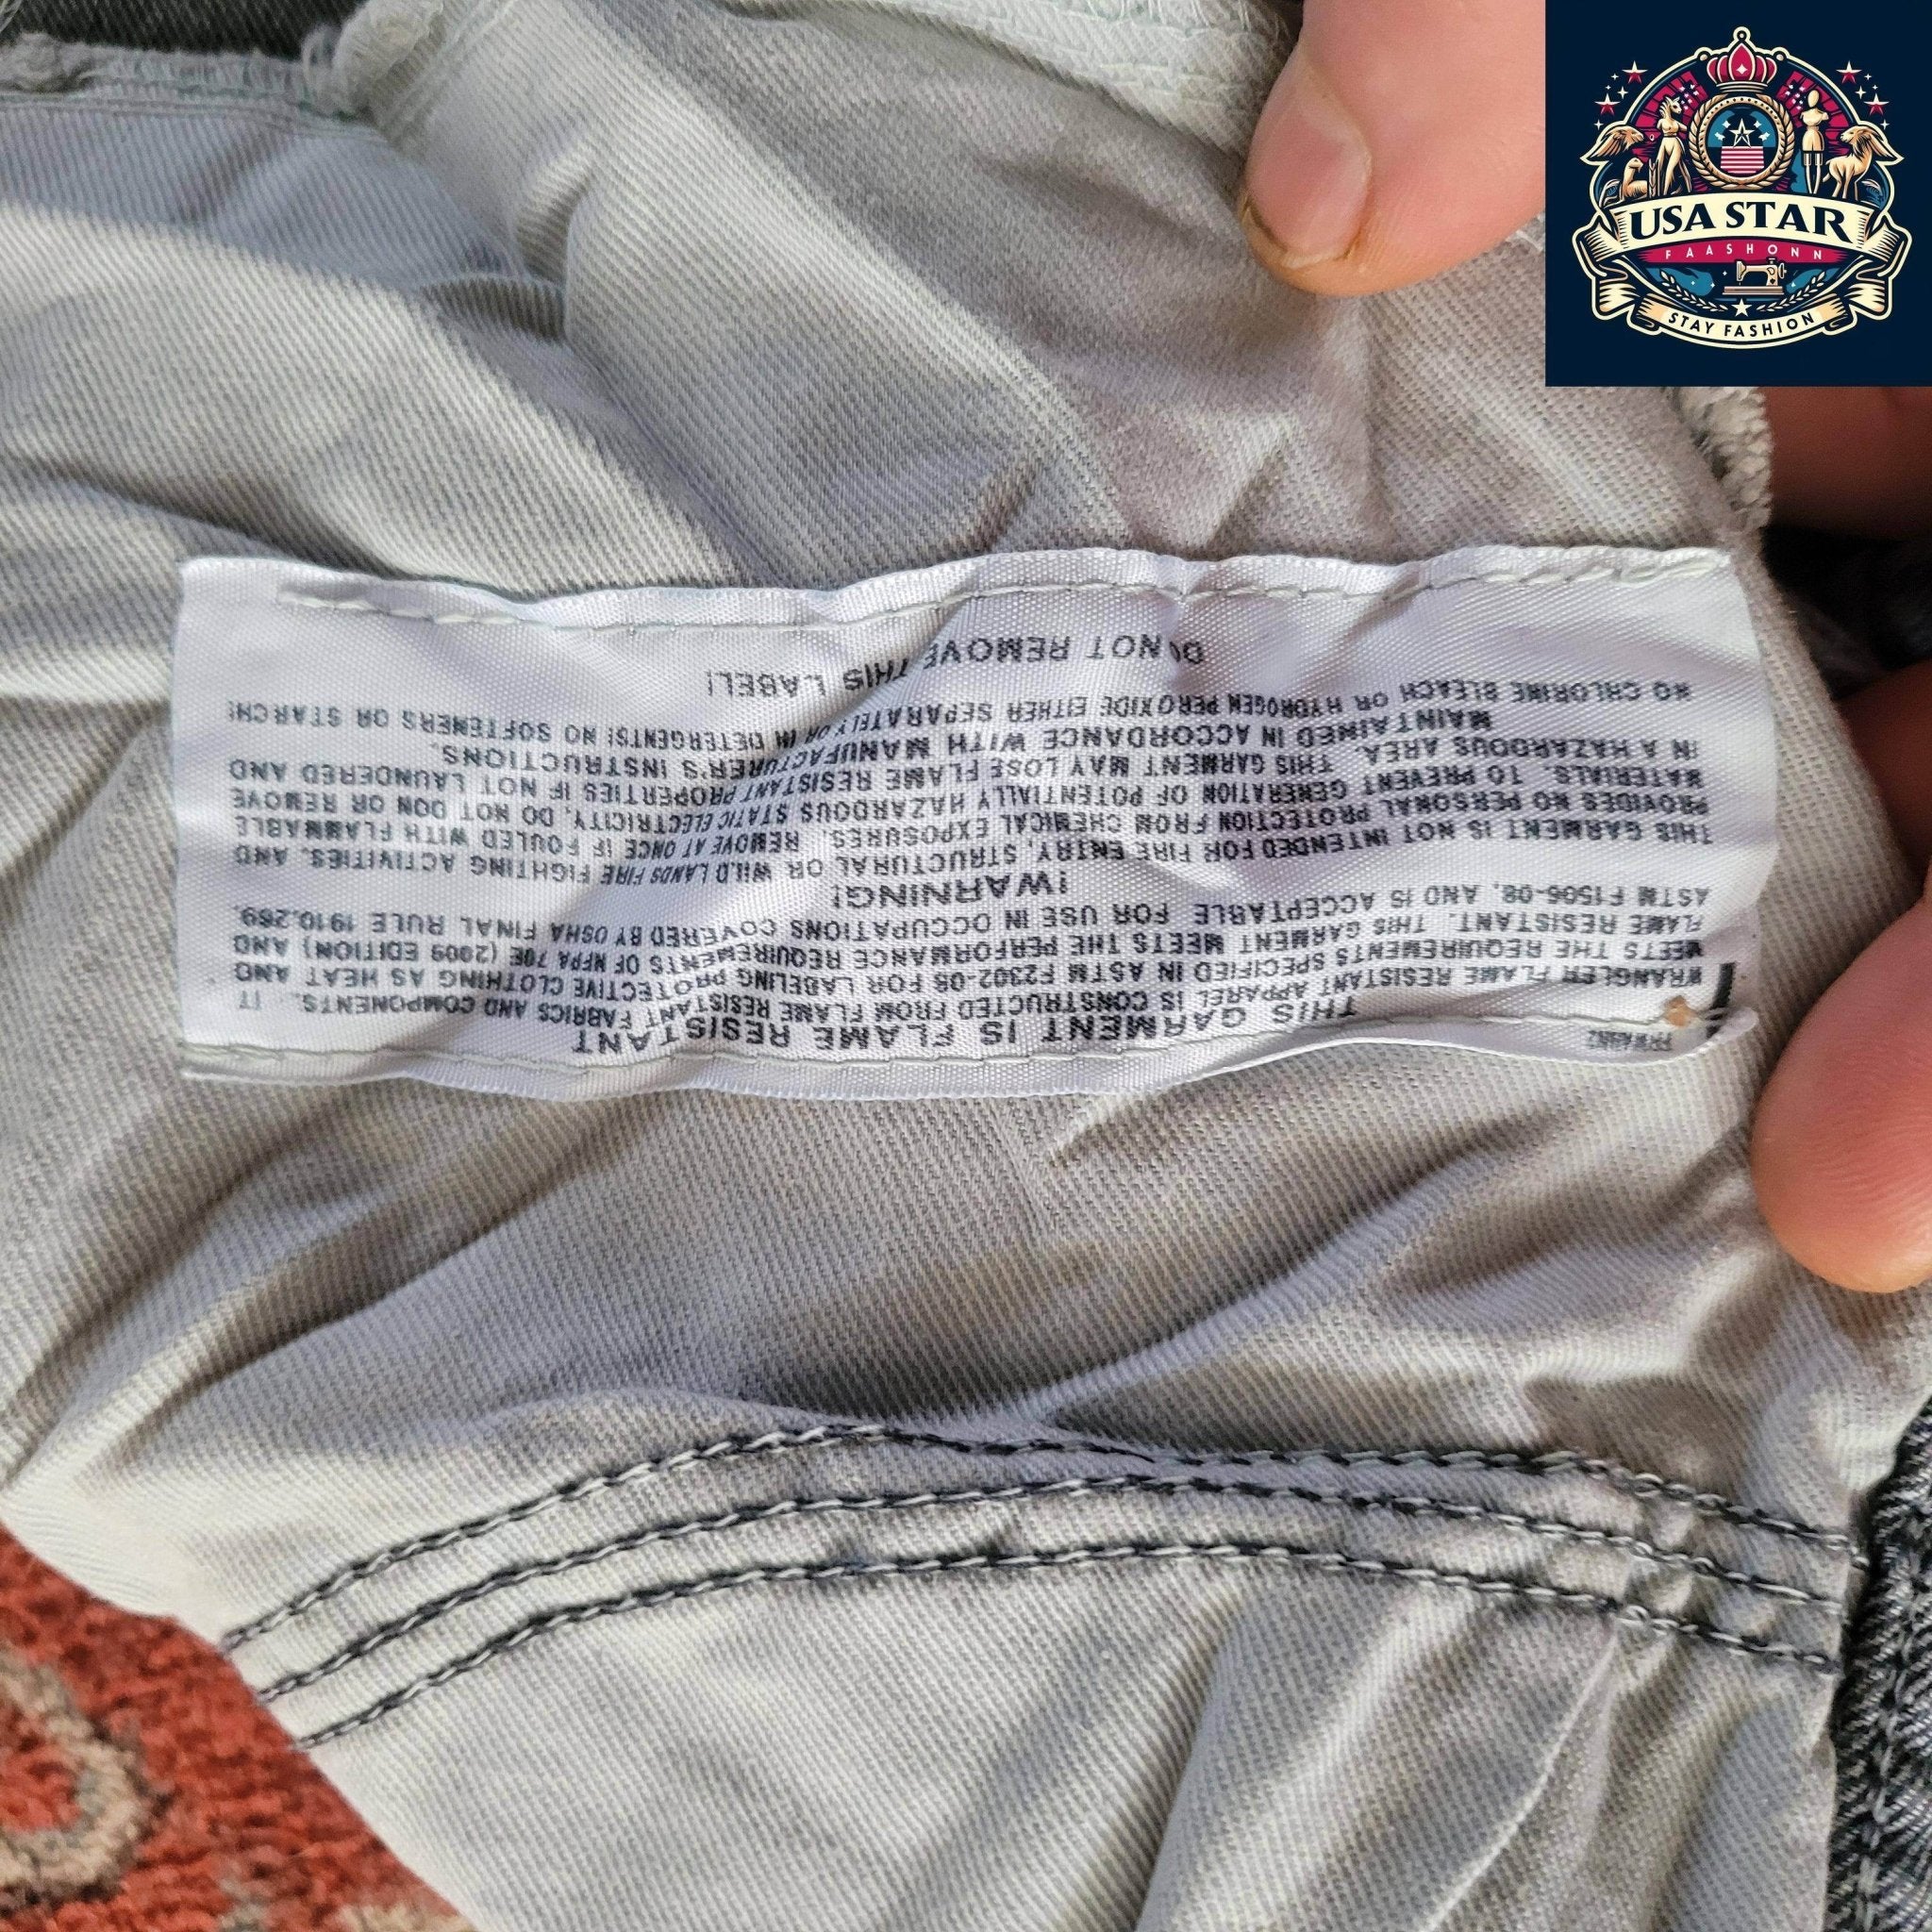 USA STAR
FAASHONN
STAY FASHION
THIS GARMENT IS FLAME RESISTANT
WRANGLER FLAME RESISTANT APPAREL IS CONSTRUCTED FROM FLAME RESISTANT FABRICS AND COMPONENTS. IT
MEETS THE REQUIREMENTS SPECIFIED IN ASTM F2302-08 FOR LABELING PROTECTIVE CLOTHING AS HEAT AND
FLAME RESISTANT. THIS GARMENT MEETS THE PERFORMANCE REQUIREMENTS OF NFPA 70E (2009 EDITION) AND
ASTM F1506-08, AND IS ACCEPTABLE FOR USE IN OCCUPATIONS COVERED BY OSHA FINAL RULE 1910.269.
!WARNING!
THIS GARMENT IS NOT INTENDED FOR FIRE ENTRY, STRUCTURAL OR WILD LANDS FIRE FIGHTING ACTIVITIES, AND
PROVIDES NO PERSONAL PROTECTION FROM CHEMICAL EXPOSURES. REMOVE AT ONCE IF FOULED WITH FLAMMABLE
MATERIALS. TO PREVENT GENERATION OF POTENTIALLY HAZARDOUS STATIC ELECTRICITY, DO NOT DON OR REMOVE
IN A HAZARDOUS AREA. THIS GARMENT MAY LOSE FLAME RESISTANT PROPERTIES IF NOT LAUNDERED AND
MAINTAINED IN ACCORDANCE WITH MANUFACTURER'S INSTRUCTIONS.
NO CHLORINE BLEACH OR HYDROGEN PEROXIDE EITHER SEPARATELY OR IN DETERGENTS! NO SOFTENERS OR STARCH!
DO NOT REMOVE THIS LABEL!